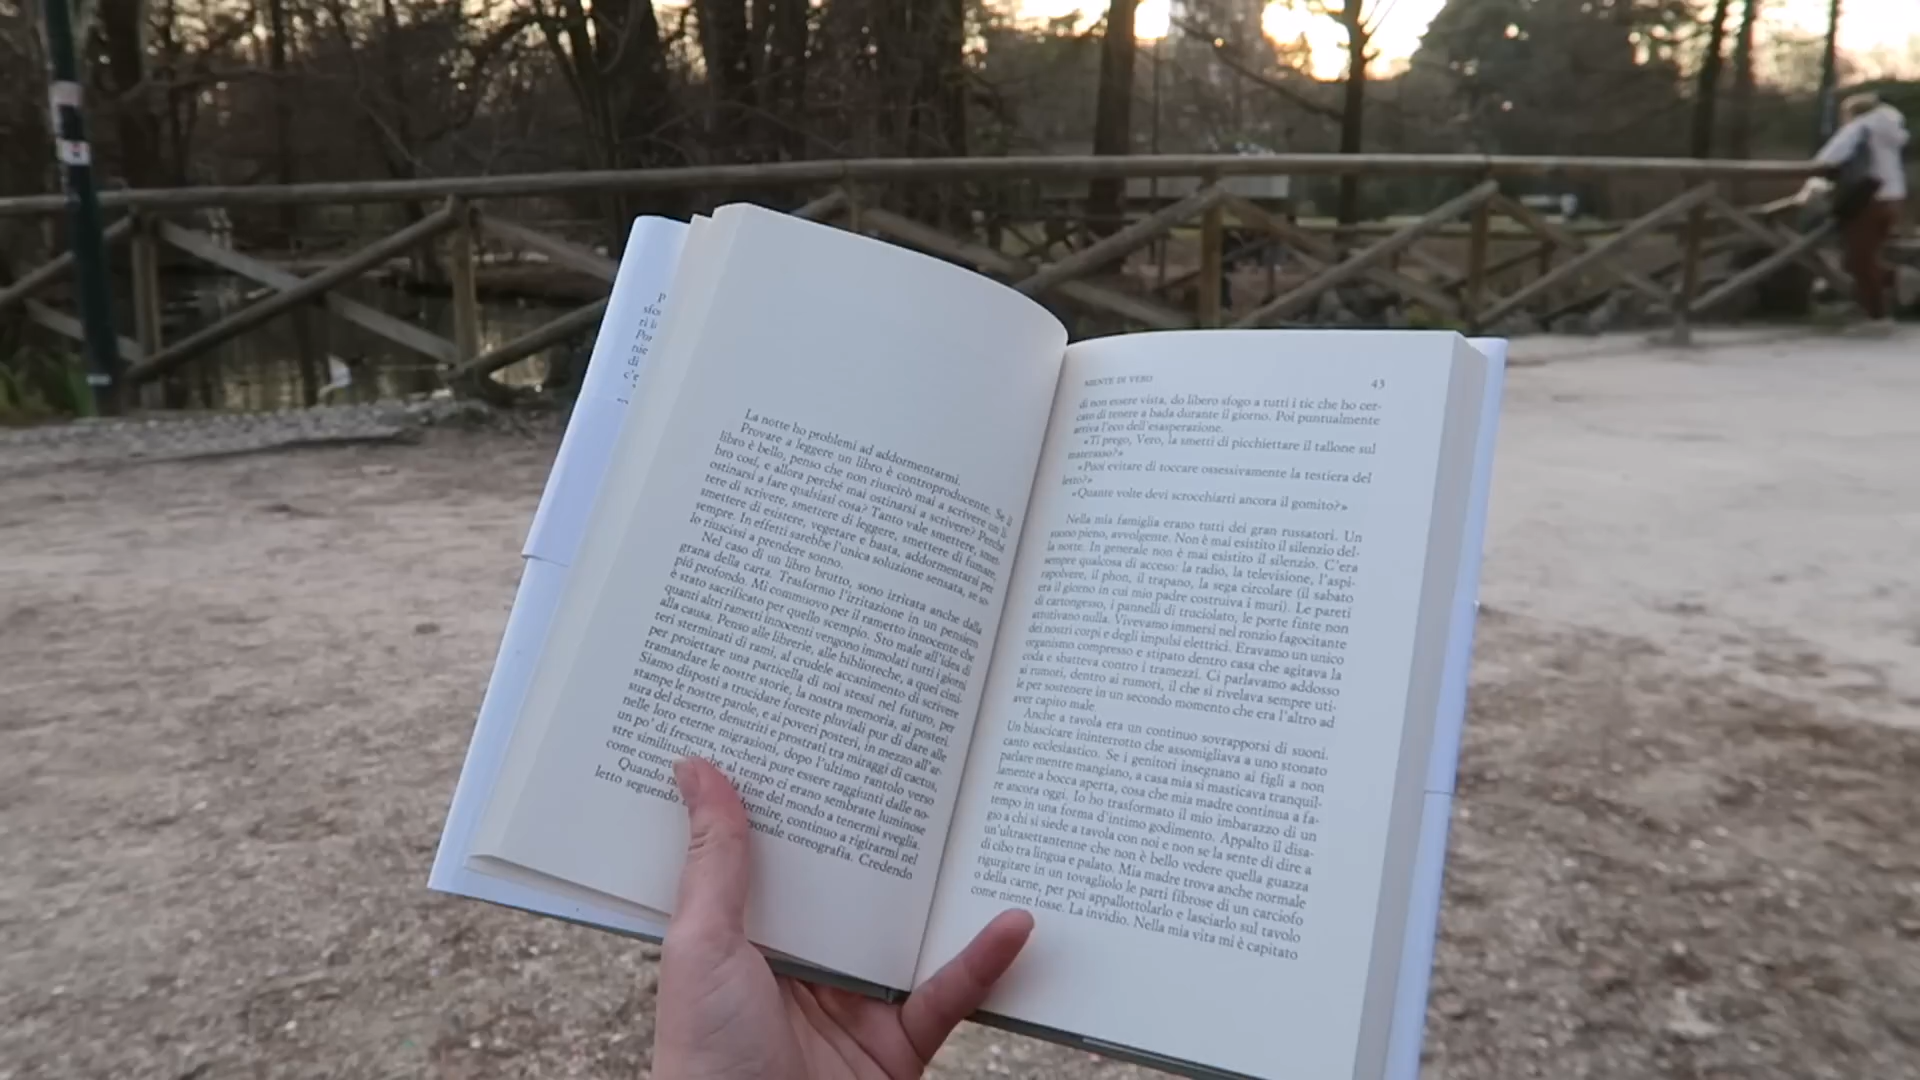 P
sfo
rì i
Por
nie
di
c'e
La notte ho problemi ad addormentarmi.
Provare a leggere un libro è controproducente. Se il
libro è bello, penso che non riuscirò mai a scrivere un li-
bro così, e allora perché mai ostinarsi a scrivere? Perché
ostinarsi a fare qualsiasi cosa? Tanto vale smettere, smet-
tere di scrivere, smettere di leggere, smettere di fumare,
smettere di esistere, vegetare e basta, addormentarsi per
sempre. In effetti sarebbe l'unica soluzione sensata, se so-
lo riuscissi a prendere sonno.
Nel caso di un libro brutto, sono irritata anche dalla
grana della carta. Trasformo l'irritazione in un pensiero
più profondo. Mi commuovo per il rametto innocente che
è stato sacrificato per quello scempio. Sto male all'idea di
quanti altri rametti innocenti vengono immolati tutti i giorni
alla causa. Penso alle librerie, alle biblioteche, a quei cimi-
teri sterminati di rami, al crudele accanimento di scrivere
per proiettare una particella di noi stessi nel futuro, per
tramandare le nostre storie, la nostra memoria, ai posteri.
Siamo disposti a trucidare foreste pluviali pur di dare alle
stampe le nostre parole, e ai poveri posteri, in mezzo all'ar-
sura del deserto, denutriti e prostrati tra miraggi di cactus,
nelle loro eterne migrazioni, dopo l'ultimo rantolo verso
un po' di frescura, toccherà pure essere raggiunti dalle no-
stre similitudini che al tempo ci erano sembrate luminose
come comet la fine del mondo a tenermi sveglia.
Quando n dormire, continuo a rigirarmi nel
letto seguendo sonale coreografia. Credendo
NIENTE DI VERO 43
di non essere vista, do libero sfogo a tutti i tic che ho cer-
cato di tenere a bada durante il giorno. Poi puntualmente
arriva l'eco dell'esasperazione.
«Ti prego, Vero, la smetti di picchiettare il tallone sul
materasso?»
«Puoi evitare di toccare ossessivamente la testiera del
letto?»
«Quante volte devi scrocchiarti ancora il gomito?»
Nella mia famiglia erano tutti dei gran russatori. Un
suono pieno, avvolgente. Non è mai esistito il silenzio del-
la notte. In generale non è mai esistito il silenzio. C'era
sempre qualcosa di acceso: la radio, la televisione, l'aspi-
rapolvere, il phon, il trapano, la sega circolare (il sabato
era il giorno in cui mio padre costruiva i muri). Le pareti
di cartongesso, i pannelli di truciolato, le porte finte non
attutivano nulla. Vivevamo immersi nel ronzio fagocitante
dei nostri corpi e degli impulsi elettrici. Eravamo un unico
organismo compresso e stipato dentro casa che agitava la
coda e sbatteva contro i tramezzi. Ci parlavamo addosso
ai rumori, dentro ai rumori, il che si rivelava sempre uti-
le per sostenere in un secondo momento che era l'altro ad
aver capito male.
Anche a tavola era un continuo sovrapporsi di suoni.
Un biascicare ininterrotto che assomigliava a uno stonato
canto ecclesiastico. Se i genitori insegnano ai figli a non
parlare mentre mangiano, a casa mia si masticava tranquil-
lamente a bocca aperta, cosa che mia madre continua a fa-
re ancora oggi. Io ho trasformato il mio imbarazzo di un
tempo in una forma d'intimo godimento. Appalto il disa-
gio a chi si siede a tavola con noi e non se la sente di dire a
un'ultrasettantenne che non è bello vedere quella guazza
di cibo tra lingua e palato. Mia madre trova anche normale
rigurgitare in un tovagliolo le parti fibrose di un carciofo
o della carne, per poi appallottolarlo e lasciarlo sul tavolo
come niente fosse. La invidio. Nella mia vita mi è capitato